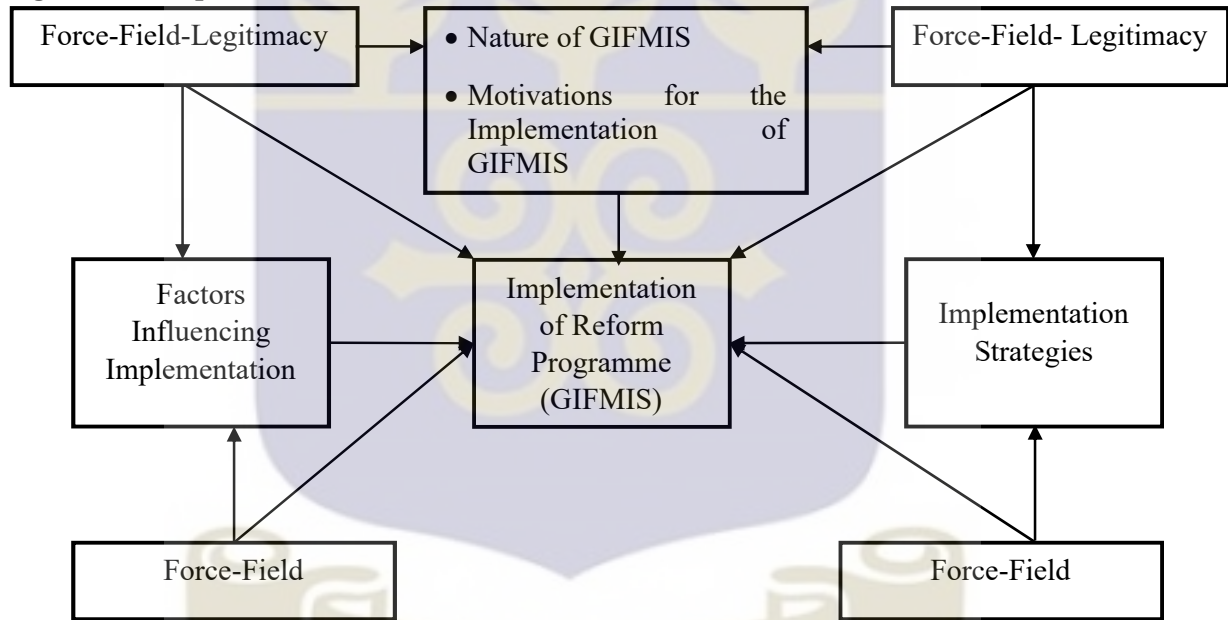 Force-Field-Legitimacy
• Nature of GIFMIS
• Motivations for the
Implementation of
GIFMIS
Force-Field- Legitimacy
Factors
Influencing
Implementation
Implementation
of Reform
Programme
(GIFMIS)
Implementation
Strategies
Force-Field
Force-Field